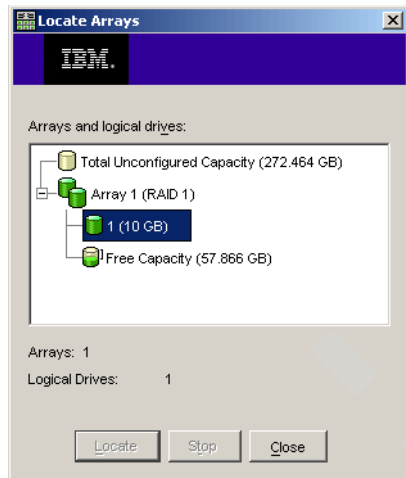 Locate Arrays
IBM.
Arrays and logical drives:
Total Unconfigured Capacity (272.464 GB)
Array 1 (RAID 1)
1 (10 GB)
Free Capacity (57.866 GB)
Arrays: 1
Logical Drives: 1
Locate Stop Close